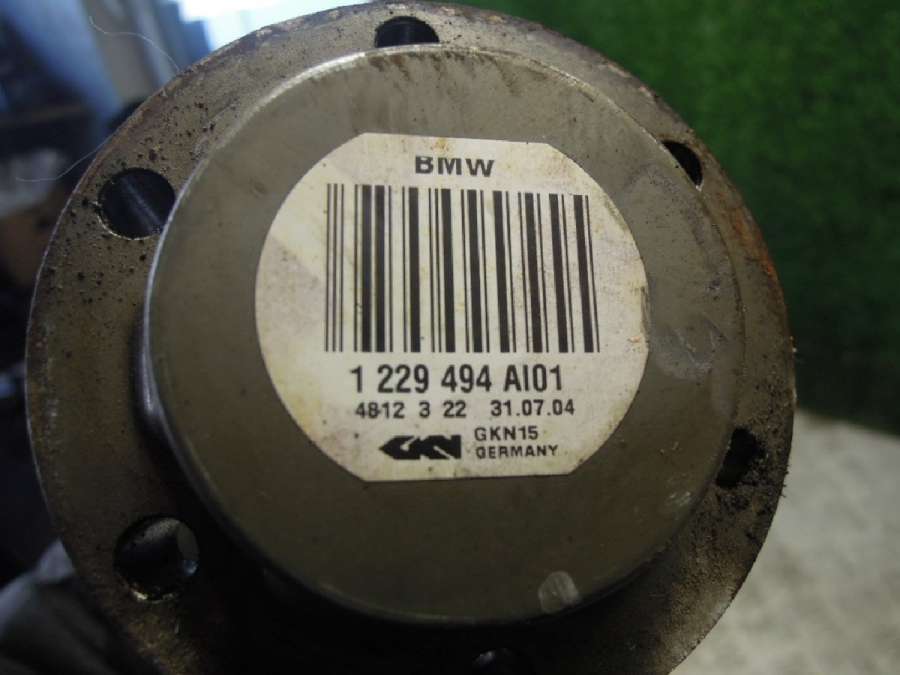 BMW
1 229 494 AI01
4812 3 22 31.07.04
GKN GKN15
GERMANY